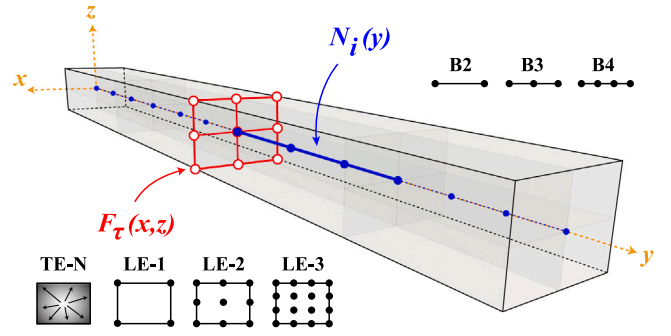 z
N_i(y)
B2 B3 B4
x
F_τ(x,z)
y
TE-N LE-1 LE-2 LE-3